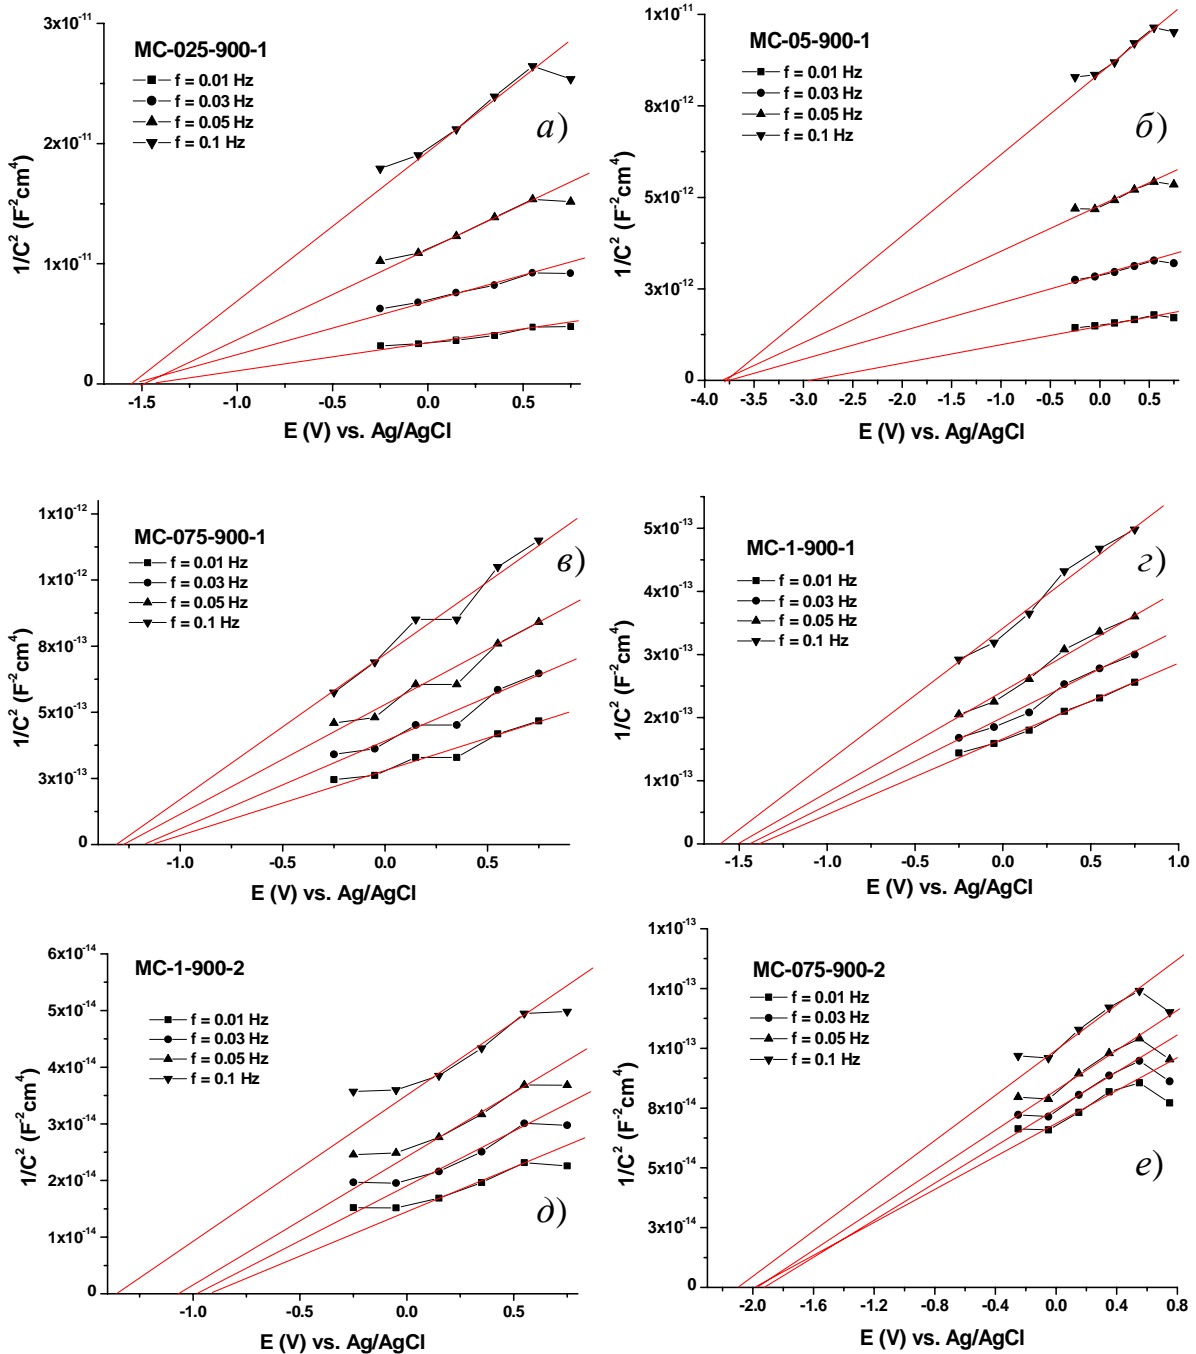 MC-025-900-1
f = 0.01 Hz
f = 0.03 Hz
f = 0.05 Hz
f = 0.1 Hz
а)
3x10⁻¹¹
2x10⁻¹¹
1x10⁻¹¹
0
1/C² (F⁻²cm⁴)
-1.5 -1.0 -0.5 0.0 0.5
E (V) vs. Ag/AgCl
MC-05-900-1
f = 0.01 Hz
f = 0.03 Hz
f = 0.05 Hz
f = 0.1 Hz
б)
1x10⁻¹¹
8x10⁻¹²
5x10⁻¹²
3x10⁻¹²
0
1/C² (F⁻²cm⁴)
-4.0 -3.5 -3.0 -2.5 -2.0 -1.5 -1.0 -0.5 0.0 0.5
E (V) vs. Ag/AgCl
MC-075-900-1
f = 0.01 Hz
f = 0.03 Hz
f = 0.05 Hz
f = 0.1 Hz
в)
1x10⁻¹²
1x10⁻¹²
8x10⁻¹³
5x10⁻¹³
3x10⁻¹³
0
1/C² (F⁻²cm⁴)
-1.0 -0.5 0.0 0.5
E (V) vs. Ag/AgCl
MC-1-900-1
f = 0.01 Hz
f = 0.03 Hz
f = 0.05 Hz
f = 0.1 Hz
г)
5x10⁻¹³
4x10⁻¹³
3x10⁻¹³
2x10⁻¹³
1x10⁻¹³
0
1/C² (F⁻²cm⁴)
-1.5 -1.0 -0.5 0.0 0.5 1.0
E (V) vs. Ag/AgCl
MC-1-900-2
f = 0.01 Hz
f = 0.03 Hz
f = 0.05 Hz
f = 0.1 Hz
д)
6x10⁻¹⁴
5x10⁻¹⁴
4x10⁻¹⁴
3x10⁻¹⁴
2x10⁻¹⁴
1x10⁻¹⁴
0
1/C² (F⁻²cm⁴)
-1.0 -0.5 0.0 0.5
E (V) vs. Ag/AgCl
MC-075-900-2
f = 0.01 Hz
f = 0.03 Hz
f = 0.05 Hz
f = 0.1 Hz
е)
1x10⁻¹³
1x10⁻¹³
1x10⁻¹³
8x10⁻¹⁴
5x10⁻¹⁴
3x10⁻¹⁴
0
1/C² (F⁻²cm⁴)
-2.0 -1.6 -1.2 -0.8 -0.4 0.0 0.4 0.8
E (V) vs. Ag/AgCl